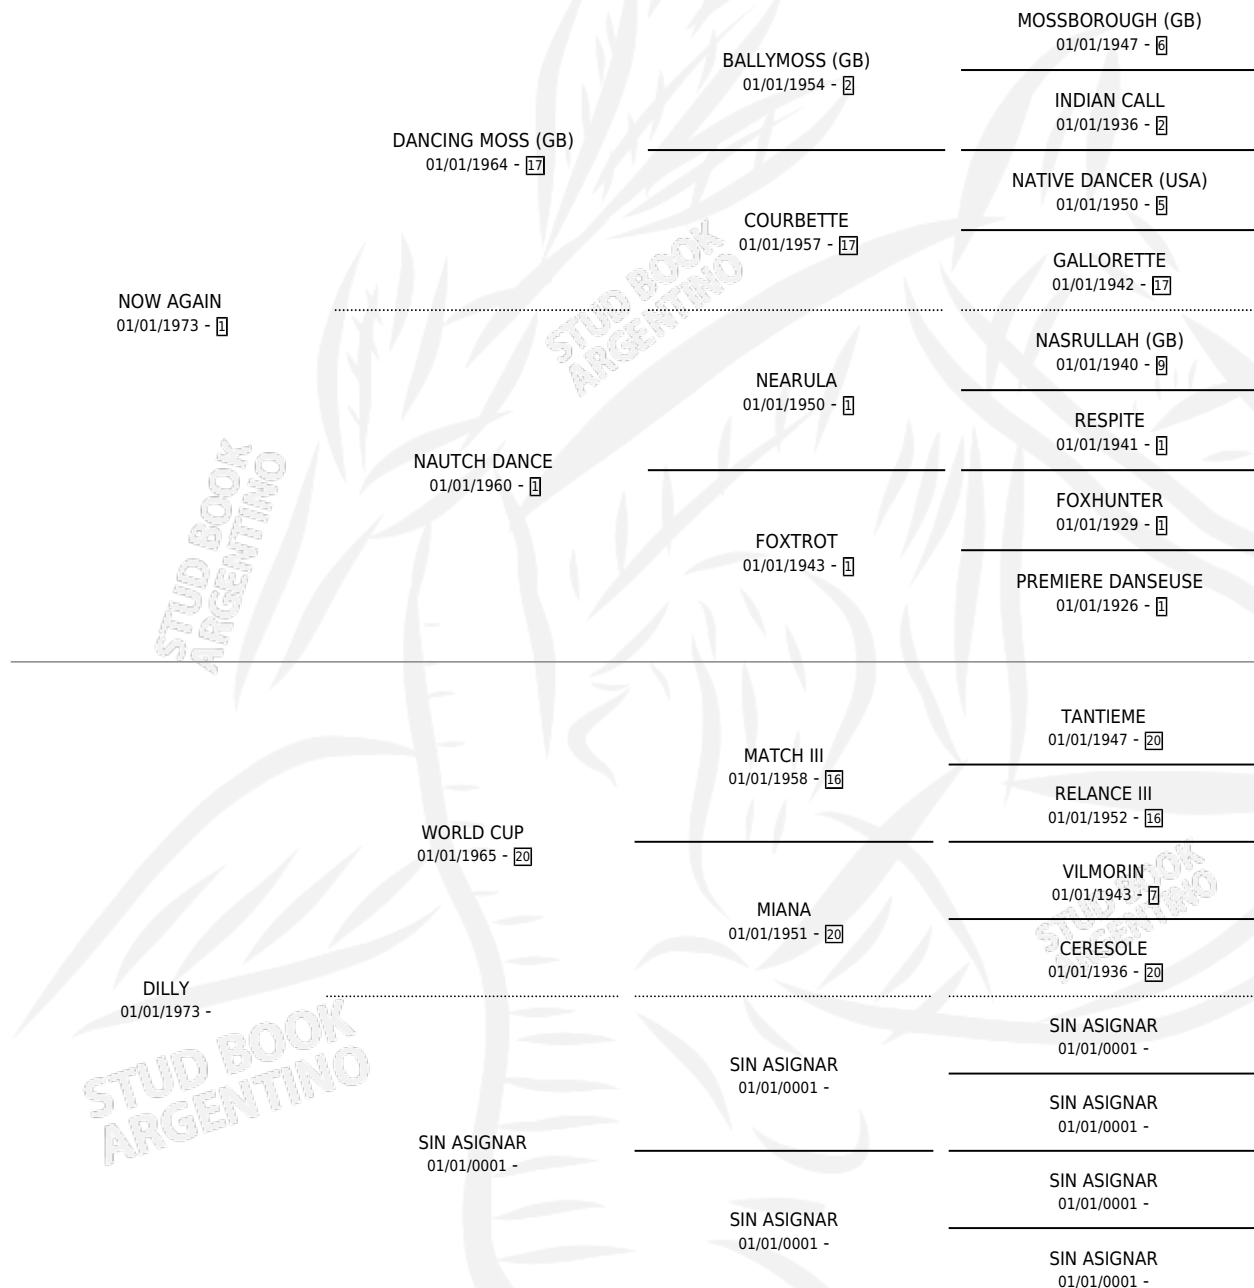 MOSSBOROUGH (GB)
01/01/1947 - 6
BALLYMOSS (GB)
01/01/1954 - 2
INDIAN CALL
01/01/1936 - 2
DANCING MOSS (GB)
01/01/1964 - 17
NATIVE DANCER (USA)
01/01/1950 - 5
COURBETTE
01/01/1957 - 17
GALLORETTE
01/01/1942 - 17
NOW AGAIN
01/01/1973 - 1
NASRULLAH (GB)
01/01/1940 - 9
NEARULA
01/01/1950 - 1
RESPITE
01/01/1941 - 1
NAUTCH DANCE
01/01/1960 - 1
FOXHUNTER
01/01/1929 - 1
FOXTROT
01/01/1943 - 1
PREMIERE DANSEUSE
01/01/1926 - 1
TANTIEME
01/01/1947 - 20
MATCH III
01/01/1958 - 16
RELANCE III
01/01/1952 - 16
WORLD CUP
01/01/1965 - 20
VILMORIN
01/01/1943 - 7
MIANA
01/01/1951 - 20
CERESOLE
01/01/1936 - 20
DILLY
01/01/1973 -
SIN ASIGNAR
01/01/0001 -
SIN ASIGNAR
01/01/0001 -
SIN ASIGNAR
01/01/0001 -
SIN ASIGNAR
01/01/0001 -
SIN ASIGNAR
01/01/0001 -
SIN ASIGNAR
01/01/0001 -
SIN ASIGNAR
01/01/0001 -
STUD BOOK
ARGENTINO
STUD BOOK
ARGENTINO
STUD BOOK
ARGENTINO
STUD BOOK
ARGENTINO